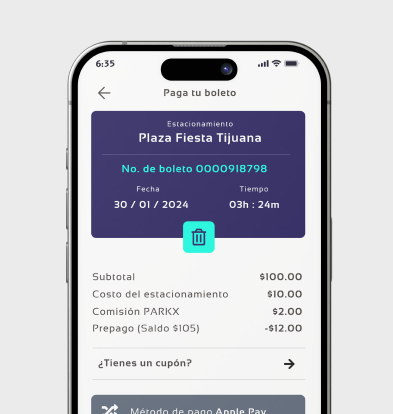 6:35
Paga tu boleto
Estacionamiento
Plaza Fiesta Tijuana
No. de boleto 0000918798
Fecha Tiempo
30 / 01 / 2024 03h : 24m
Subtotal $100.00
Costo del estacionamiento $10.00
Comisión PARKX $2.00
Prepago (Saldo $105) -$12.00
¿Tienes un cupón?
Método de pago Apple Pay